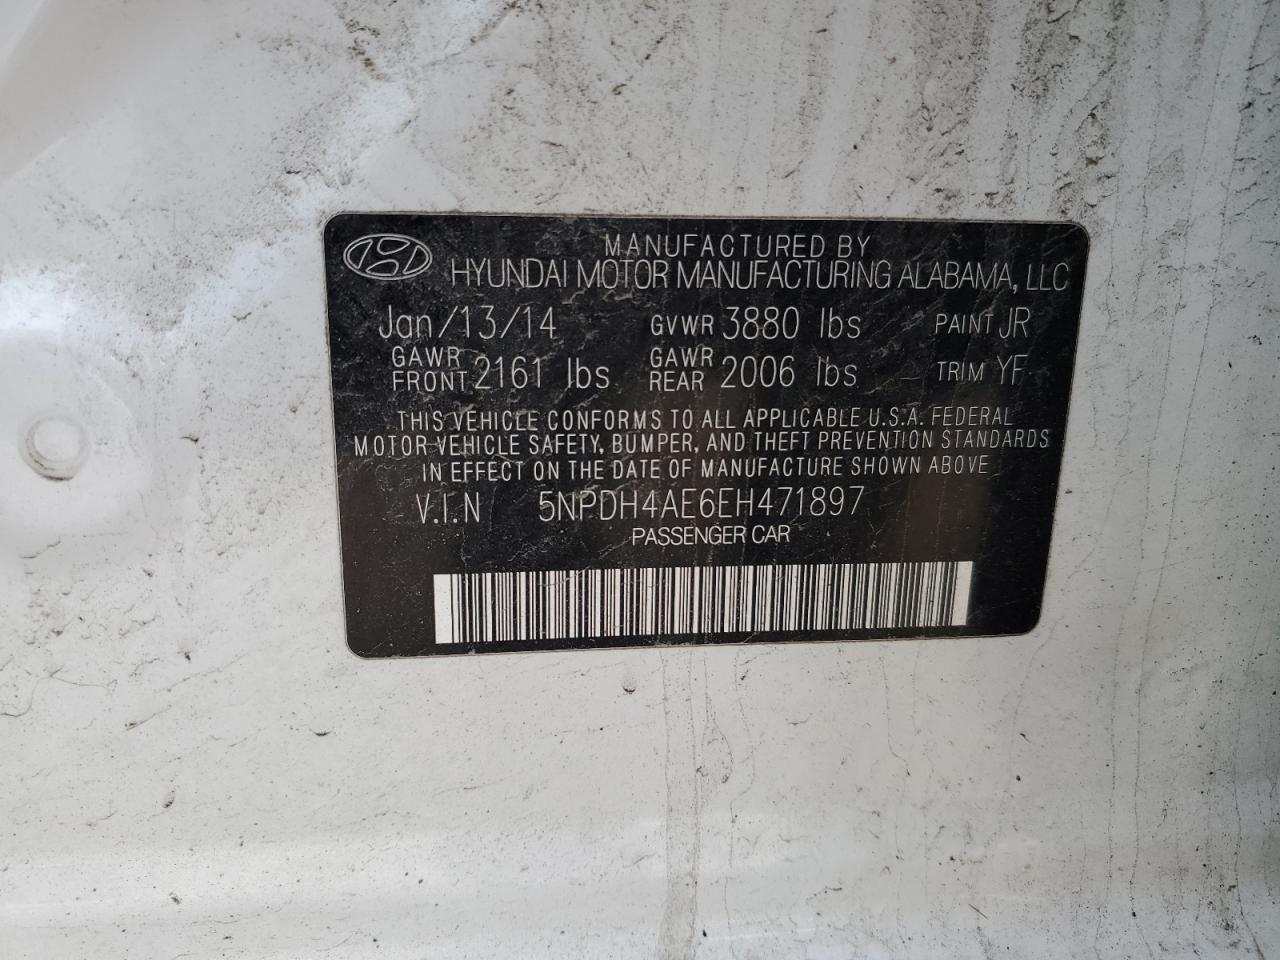 MANUFACTURED BY
HYUNDAI MOTOR MANUFACTURING ALABAMA, LLC
Jan/13/14 GVWR 3880 lbs PAINT JR
GAWR FRONT 2161 lbs GAWR REAR 2006 lbs TRIM YF
THIS VEHICLE CONFORMS TO ALL APPLICABLE U.S.A. FEDERAL
MOTOR VEHICLE SAFETY, BUMPER, AND THEFT PREVENTION STANDARDS
IN EFFECT ON THE DATE OF MANUFACTURE SHOWN ABOVE
V.I.N 5NPDH4AE6EH471897
PASSENGER CAR